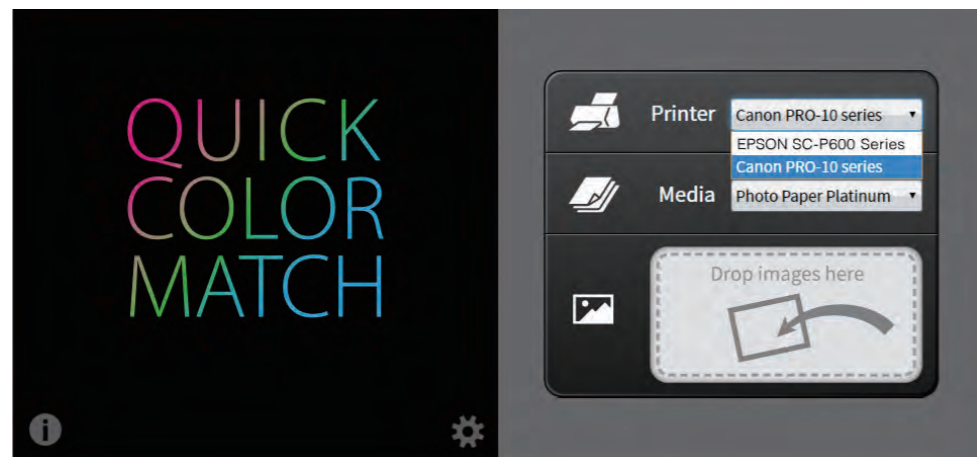 QUICK
COLOR
MATCH
Printer
Canon PRO-10 series
EPSON SC-P600 Series
Canon PRO-10 series
Media
Photo Paper Platinum
Drop images here
i